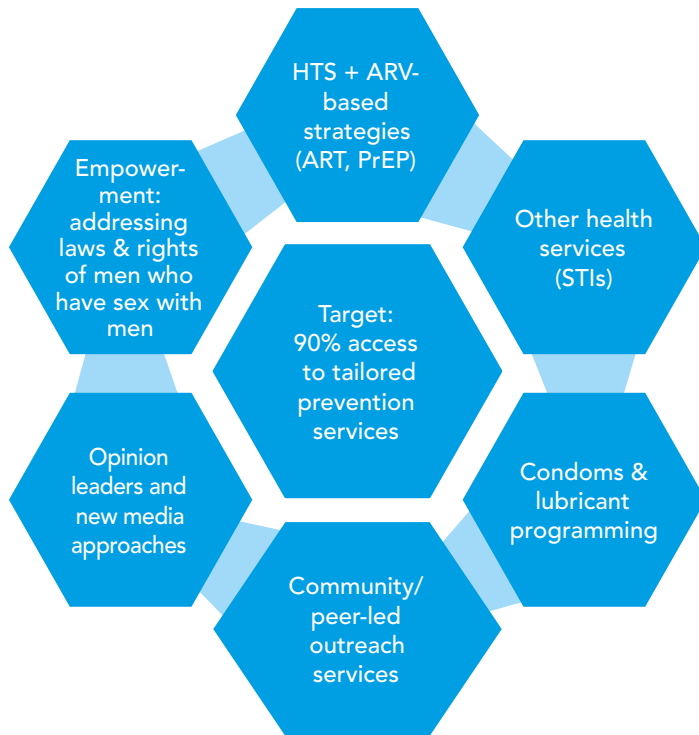 HTS + ARV-
based
strategies
(ART, PrEP)
Empower-
ment:
addressing
laws & rights
of men who
have sex with
men
Other health
services
(STIs)
Target:
90% access
to tailored
prevention
services
Opinion
leaders and
new media
approaches
Condoms &
lubricant
programming
Community/
peer-led
outreach
services